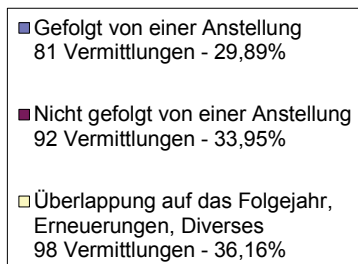 Gefolgt von einer Anstellung
81 Vermittlungen - 29,89%
Nicht gefolgt von einer Anstellung
92 Vermittlungen - 33,95%
Überlappung auf das Folgejahr,
Erneuerungen, Diverses
98 Vermittlungen - 36,16%